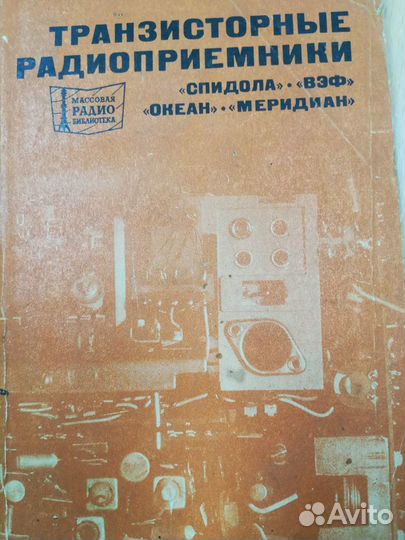 ТРАНЗИСТОРНЫЕ
РАДИОПРИЕМНИКИ
«СПИДОЛА» · «ВЭФ»
«ОКЕАН» · «МЕРИДИАН»
МАССОВАЯ
РАДИО
БИБЛИОТЕКА
Avito